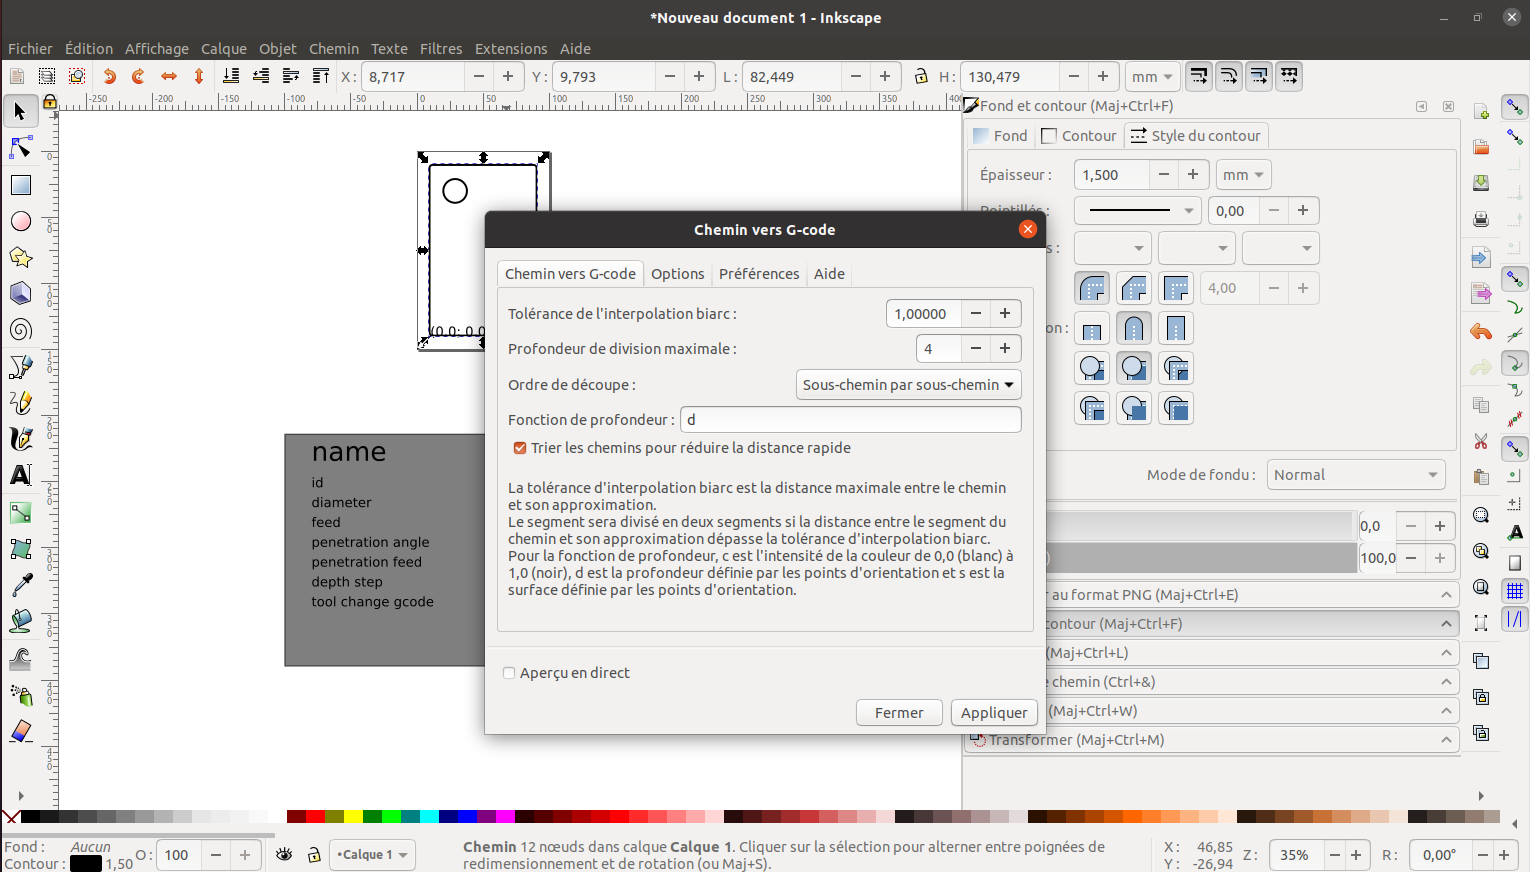 *Nouveau document 1 - Inkscape
Fichier Édition Affichage Calque Objet Chemin Texte Filtres Extensions Aide
X : 8,717 Y : 9,793 L : 82,449 H : 130,479 mm
-250 -200 -150 -100 -50 0 50 100 150 200 250 300 350 400
Fond et contour (Maj+Ctrl+F)
Fond Contour Style du contour
Épaisseur : 1,500 mm
Pointillés : 0,00
s :
4,00
on :
Mode de fondu : Normal
0,0
) 100,0
r au format PNG (Maj+Ctrl+E)
contour (Maj+Ctrl+F)
(Maj+Ctrl+L)
e chemin (Ctrl+&)
(Maj+Ctrl+W)
Transformer (Maj+Ctrl+M)
0
50
100
150
200
250
300
350
400
450
(0.0; 0.0
name
id
diameter
feed
penetration angle
penetration feed
depth step
tool change gcode
Chemin vers G-code
Chemin vers G-code Options Préférences Aide
Tolérance de l'interpolation biarc : 1,00000
Profondeur de division maximale : 4
Ordre de découpe : Sous-chemin par sous-chemin
Fonction de profondeur : d
Trier les chemins pour réduire la distance rapide
La tolérance d'interpolation biarc est la distance maximale entre le chemin
et son approximation.
Le segment sera divisé en deux segments si la distance entre le segment du
chemin et son approximation dépasse la tolérance d'interpolation biarc.
Pour la fonction de profondeur, c est l'intensité de la couleur de 0,0 (blanc) à
1,0 (noir), d est la profondeur définie par les points d'orientation et s est la
surface définie par les points d'orientation.
Aperçu en direct
Fermer Appliquer
Fond : Aucun
Contour : 1,50
O : 100
•Calque 1
Chemin 12 nœuds dans calque Calque 1. Cliquer sur la sélection pour alterner entre poignées de
redimensionnement et de rotation (ou Maj+S).
X : 46,85
Y : -26,94
Z : 35%
R : 0,00°